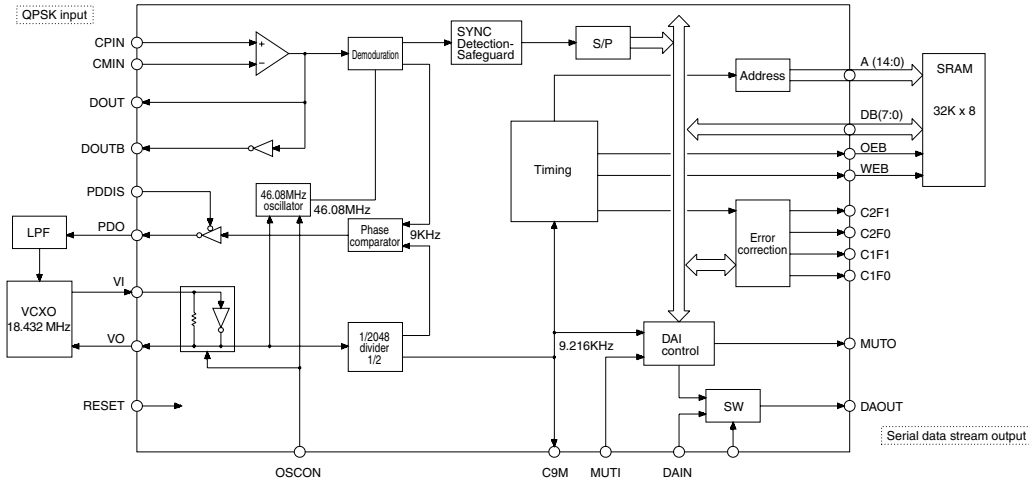 QPSK input
CPIN
CMIN
DOUT
DOUTB
PDDIS
PDO
LPF
VI
VCXO
18.432 MHz
VO
RESET
+
−
Demoduration
SYNC
Detection-
Safeguard
S/P
46.08MHz
oscillator
46.08MHz
Phase
comparator
9KHz
1/2048
divider
1/2
Timing
Address
A (14:0)
SRAM
32K x 8
DB(7:0)
OEB
WEB
Error
correction
C2F1
C2F0
C1F1
C1F0
9.216KHz
DAI
control
MUTO
SW
DAOUT
Serial data stream output
OSCON
C9M
MUTI
DAIN